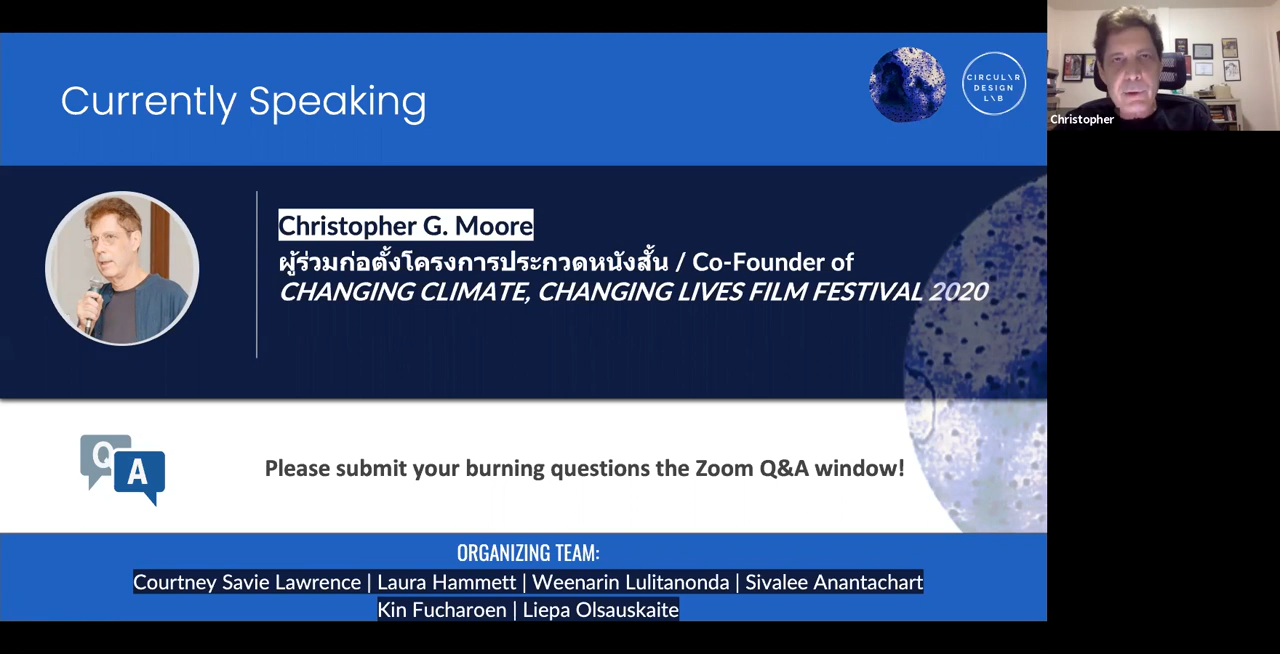 Currently Speaking
CIRCUL\R
DESIGN
L\B
Christopher
Christopher G. Moore
ผู้ร่วมก่อตั้งโครงการประกวดหนังสั้น / Co-Founder of
CHANGING CLIMATE, CHANGING LIVES FILM FESTIVAL 2020
Q
A
Please submit your burning questions the Zoom Q&A window!
ORGANIZING TEAM:
Courtney Savie Lawrence | Laura Hammett | Weenarin Lulitanonda | Sivalee Anantachart
Kin Fucharoen | Liepa Olsauskaite